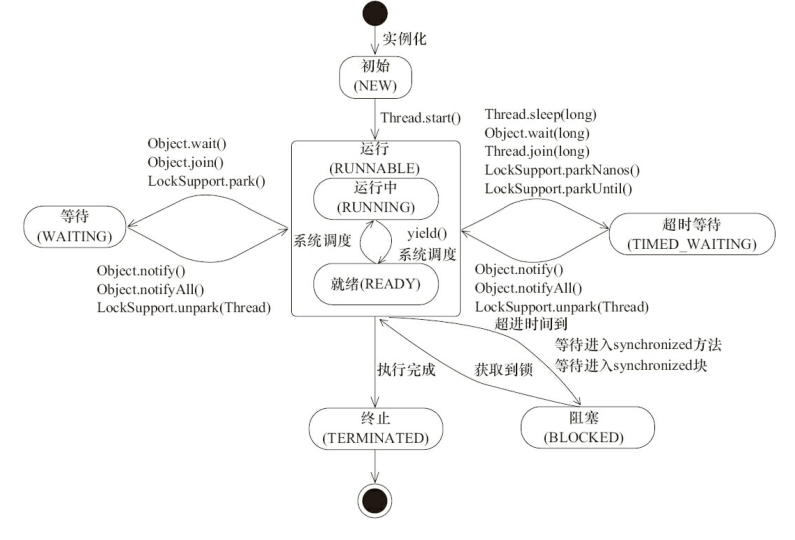 实例化
初始
(NEW)
Thread.start()
Object.wait()
Object.join()
LockSupport.park()
运行
(RUNNABLE)
运行中
(RUNNING)
系统调度
yield()
系统调度
就绪(READY)
Thread.sleep(long)
Object.wait(long)
Thread.join(long)
LockSupport.parkNanos()
LockSupport.parkUntil()
等待
(WAITING)
超时等待
(TIMED_WAITING)
Object.notify()
Object.notifyAll()
LockSupport.unpark(Thread)
Object.notify()
Object.notifyAll()
LockSupport.unpark(Thread)
超进时间到
等待进入synchronized方法
等待进入synchronized块
获取到锁
执行完成
终止
(TERMINATED)
阻塞
(BLOCKED)